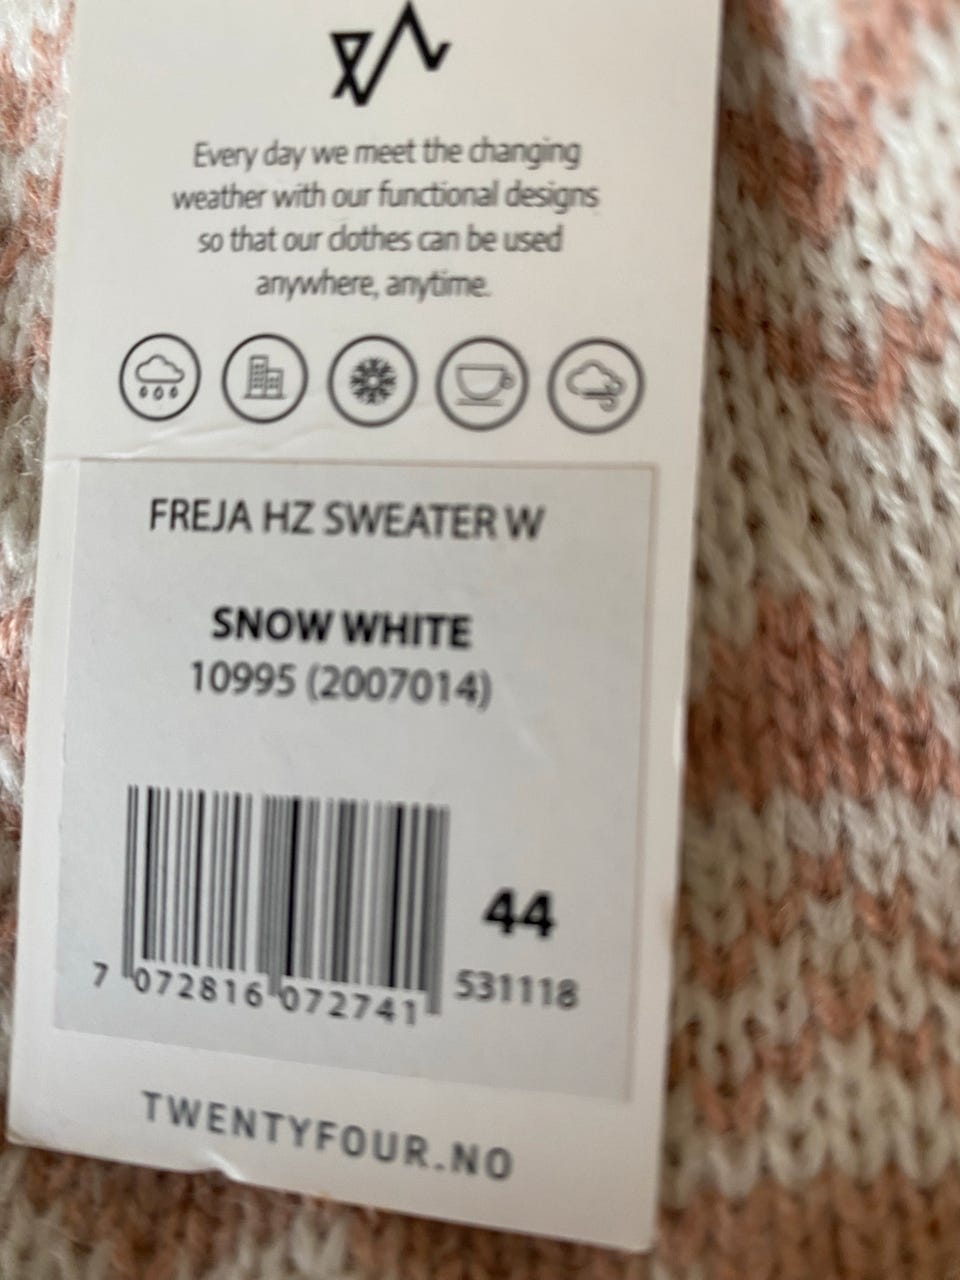 Every day we meet the changing
weather with our functional designs
so that our clothes can be used
anywhere, anytime.
FREJA HZ SWEATER W
SNOW WHITE
10995 (2007014)
44
7 072816 072741
531118
TWENTYFOUR.NO